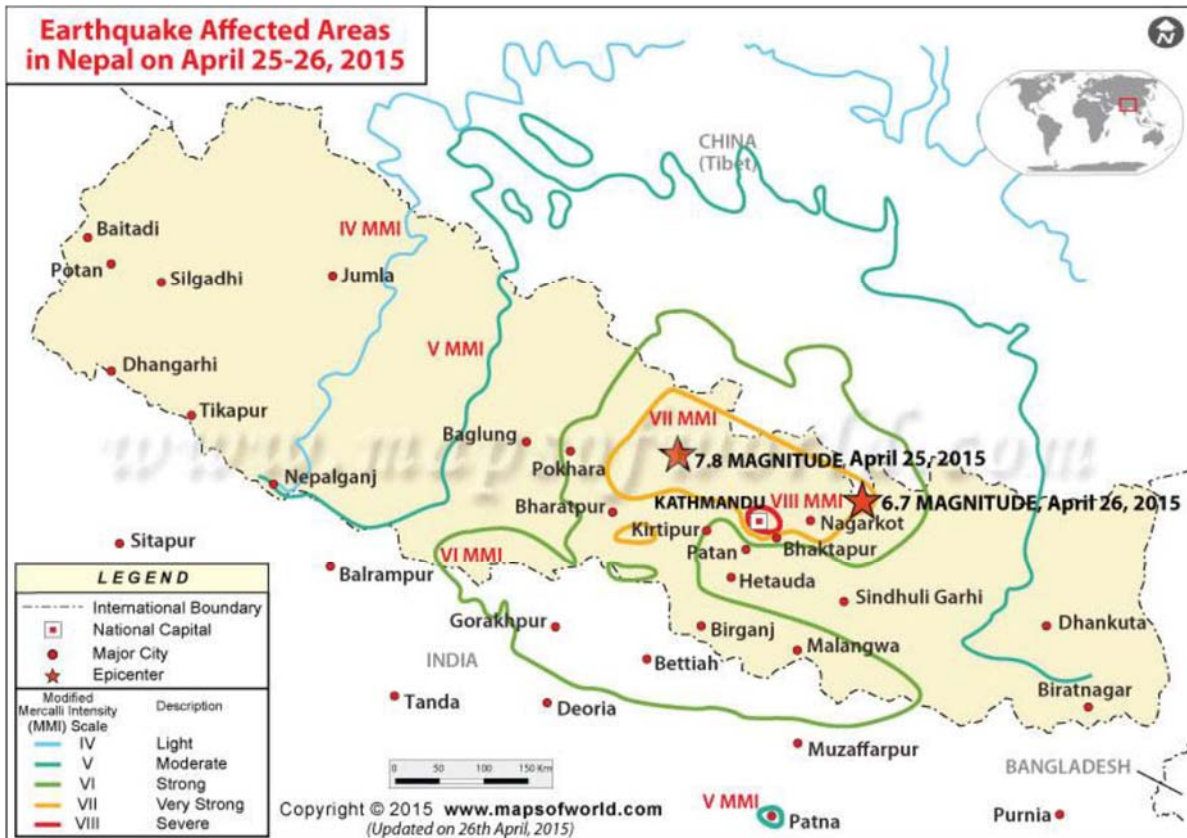 Earthquake Affected Areas
in Nepal on April 25-26, 2015
N
CHINA
(Tibet)
IV MMI
Baitadi
Potan
Silgadhi
Jumla
V MMI
Dhangarhi
Tikapur
VII MMI
www.mapsofworld.com
Baglung
Pokhara
7.8 MAGNITUDE, April 25, 2015
Nepalganj
KATHMANDU
VIII MMI
6.7 MAGNITUDE, April 26, 2015
Bharatpur
Kirtipur
Nagarkot
Sitapur
VI MMI
Patan
Bhaktapur
Balrampur
Hetauda
Sindhuli Garhi
Gorakhpur
Birganj
Dhankuta
INDIA
Bettiah
Malangwa
Tanda
Deoria
Biratnagar
Muzaffarpur
BANGLADESH
V MMI
Patna
Purnia
LEGEND
International Boundary
National Capital
Major City
Epicenter
Modified
Mercalli Intensity
(MMI) Scale
Description
IV Light
V Moderate
VI Strong
VII Very Strong
VIII Severe
0 50 100 150 Km
Copyright © 2015 www.mapsofworld.com
(Updated on 26th April, 2015)